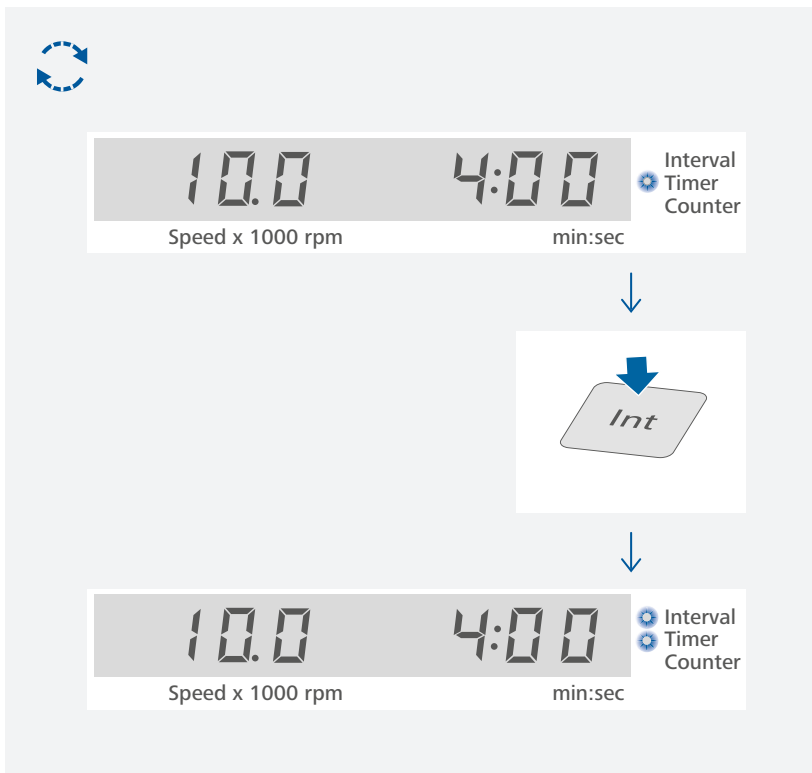 10.0 4:00
Interval
Timer
Counter
Speed x 1000 rpm min:sec
Int
10.0 4:00
Interval
Timer
Counter
Speed x 1000 rpm min:sec